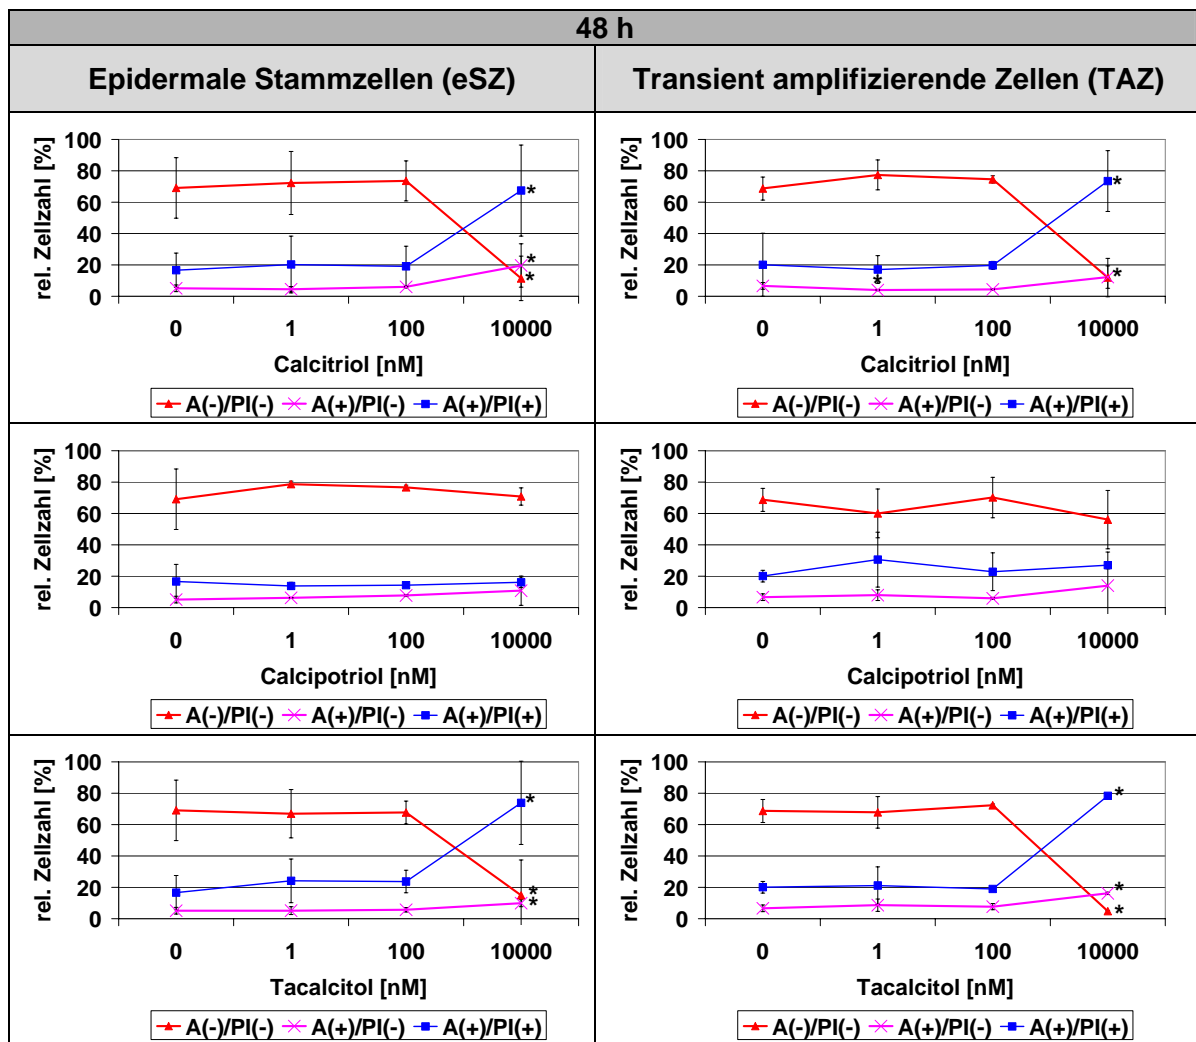 48 h
Epidermale Stammzellen (eSZ)
Transient amplifizierende Zellen (TAZ)
rel. Zellzahl [%]
100
80
60
40
20
0
*
*
*
0 1 100 10000
Calcitriol [nM]
A(-)/PI(-) A(+)/PI(-) A(+)/PI(+)
rel. Zellzahl [%]
100
80
60
40
20
0
*
*
*
0 1 100 10000
Calcitriol [nM]
A(-)/PI(-) A(+)/PI(-) A(+)/PI(+)
rel. Zellzahl [%]
100
80
60
40
20
0
0 1 100 10000
Calcipotriol [nM]
A(-)/PI(-) A(+)/PI(-) A(+)/PI(+)
rel. Zellzahl [%]
100
80
60
40
20
0
0 1 100 10000
Calcipotriol [nM]
A(-)/PI(-) A(+)/PI(-) A(+)/PI(+)
rel. Zellzahl [%]
100
80
60
40
20
0
*
*
*
0 1 100 10000
Tacalcitol [nM]
A(-)/PI(-) A(+)/PI(-) A(+)/PI(+)
rel. Zellzahl [%]
100
80
60
40
20
0
*
*
*
0 1 100 10000
Tacalcitol [nM]
A(-)/PI(-) A(+)/PI(-) A(+)/PI(+)